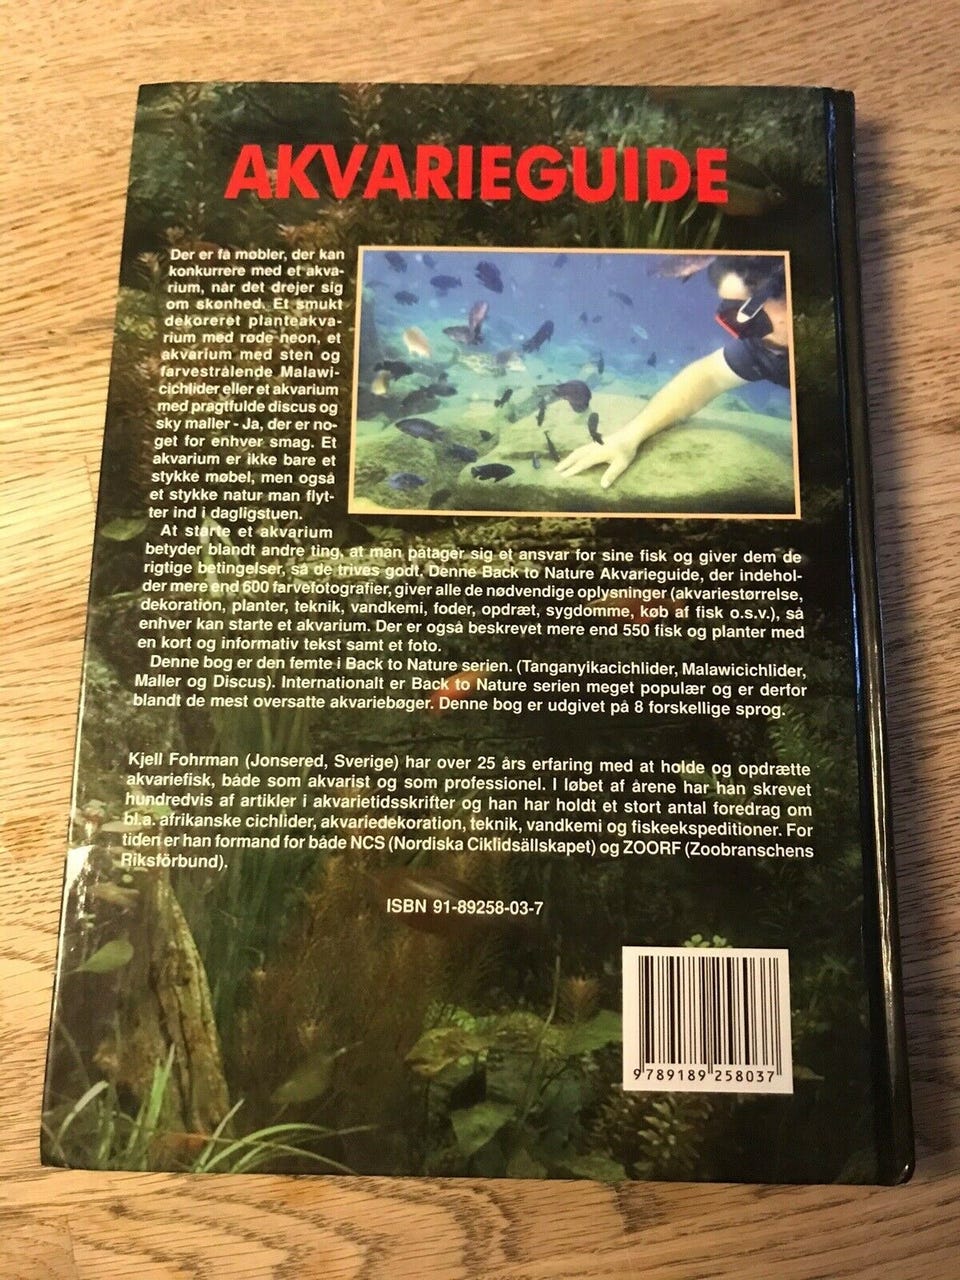 AKVARIEGUIDE
Der er få møbler, der kan
konkurrere med et akva-
rium, når det drejer sig
om skønhed. Et smukt
dekoreret planteakva-
rium med røde neon, et
akvarium med sten og
farvestrålende Malawi-
cichlider eller et akvarium
med pragtfulde discus og
sky maller - Ja, der er no-
get for enhver smag. Et
akvarium er ikke bare et
stykke møbel, men også
et stykke natur man flyt-
ter ind i dagligstuen.
At starte et akvarium
betyder blandt andre ting, at man påtager sig et ansvar for sine fisk og giver dem de
rigtige betingelser, så de trives godt. Denne Back to Nature Akvarieguide, der indehol-
der mere end 600 farvefotografier, giver alle de nødvendige oplysninger (akvariestørrelse,
dekoration, planter, teknik, vandkemi, foder, opdræt, sygdomme, køb af fisk o.s.v.), så
enhver kan starte et akvarium. Der er også beskrevet mere end 550 fisk og planter med
en kort og informativ tekst samt et foto.
Denne bog er den femte i Back to Nature serien. (Tanganyikacichlider, Malawicichlider,
Maller og Discus). Internationalt er Back to Nature serien meget populær og er derfor
blandt de mest oversatte akvariebøger. Denne bog er udgivet på 8 forskellige sprog.
Kjell Fohrman (Jonsered, Sverige) har over 25 års erfaring med at holde og opdrætte
akvariefisk, både som akvarist og som professionel. I løbet af årene har han skrevet
hundredvis af artikler i akvarietidsskrifter og han har holdt et stort antal foredrag om
bl.a. afrikanske cichlider, akvariedekoration, teknik, vandkemi og fiskeekspeditioner. For
tiden er han formand for både NCS (Nordiska Ciklidsällskapet) og ZOORF (Zoobranschens
Riksförbund).
ISBN 91-89258-03-7
9 789189 258037